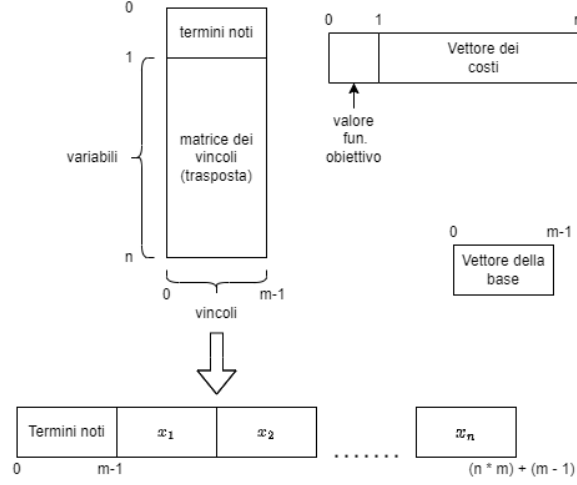 0
termini noti
1
variabili
matrice dei
vincoli
(trasposta)
n
0 m-1
vincoli
0 1
Vettore dei
costi
valore
fun.
obiettivo
0 m-1
Vettore della
base
Termini noti x₁ x₂ ....... xₙ
0 m-1 (n * m) + (m - 1)